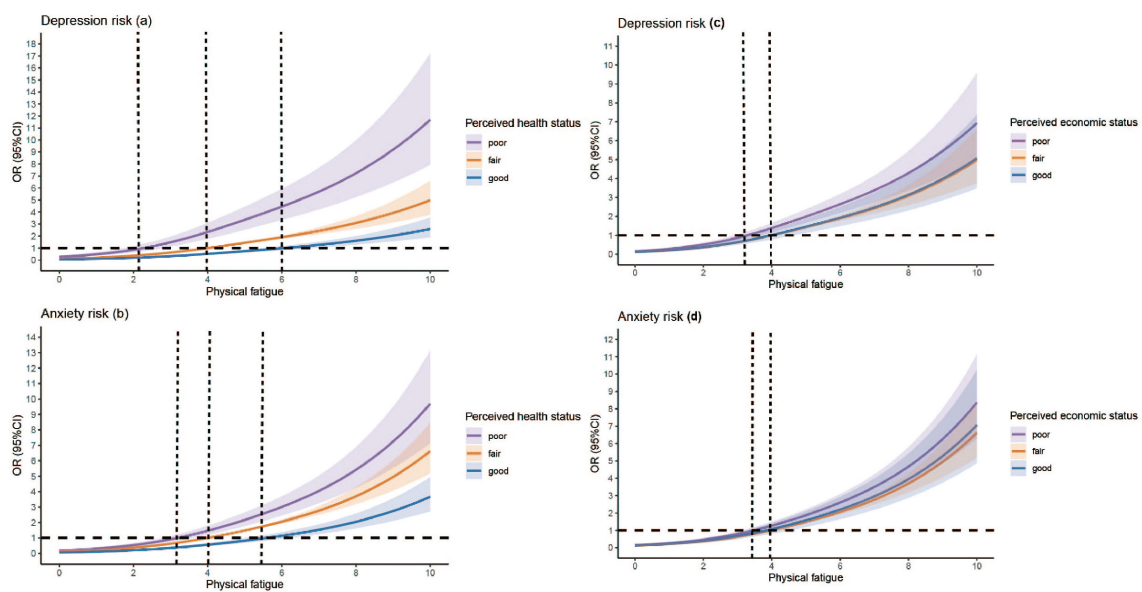 Depression risk (a)
18
17
16
15
14
13
12
11
10
9
8
7
6
5
4
3
2
1
0
OR (95%CI)
0 2 4 6 8 10
Physical fatigue
Perceived health status
poor
fair
good
Depression risk (c)
11
10
9
8
7
6
5
4
3
2
1
0
OR (95%CI)
0 2 4 6 8 10
Physical fatigue
Perceived economic status
poor
fair
good
Anxiety risk (b)
14
13
12
11
10
9
8
7
6
5
4
3
2
1
0
OR (95%CI)
0 2 4 6 8 10
Physical fatigue
Perceived health status
poor
fair
good
Anxiety risk (d)
12
11
10
9
8
7
6
5
4
3
2
1
0
OR (95%CI)
0 2 4 6 8 10
Physical fatigue
Perceived economic status
poor
fair
good